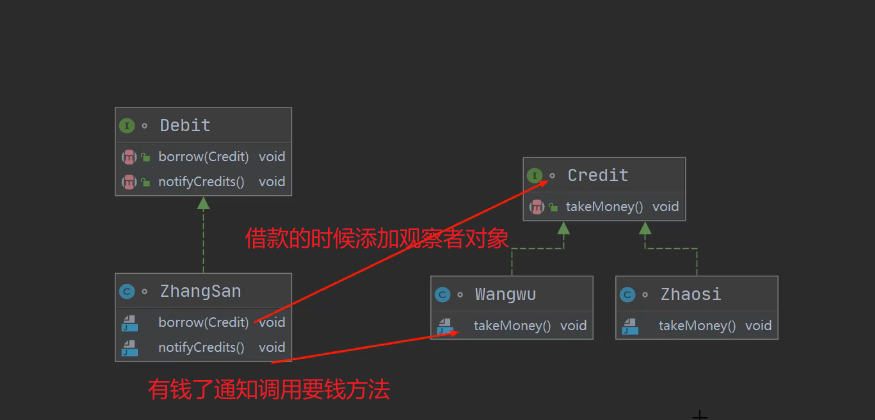 I Debit
m borrow(Credit) void
m notifyCredits() void
I Credit
m takeMoney() void
借款的时候添加观察者对象
C ZhangSan
borrow(Credit) void
notifyCredits() void
C Wangwu
takeMoney() void
C Zhaosi
takeMoney() void
有钱了通知调用要钱方法